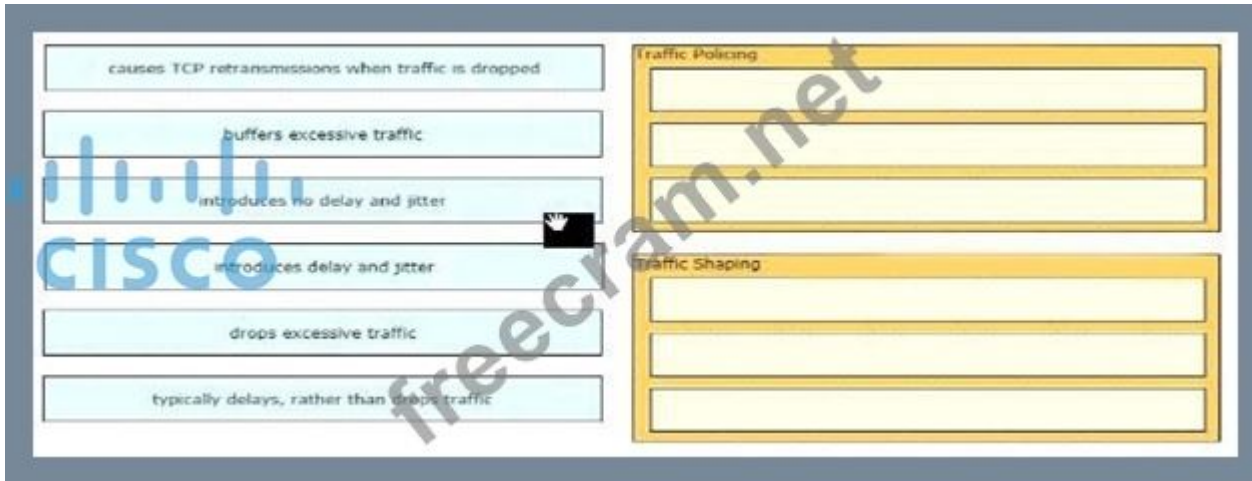 causes TCP retransmissions when traffic is dropped
buffers excessive traffic
introduces no delay and jitter
introduces delay and jitter
drops excessive traffic
typically delays, rather than drops traffic
Traffic Policing
Traffic Shaping
CISCO
freecram.net